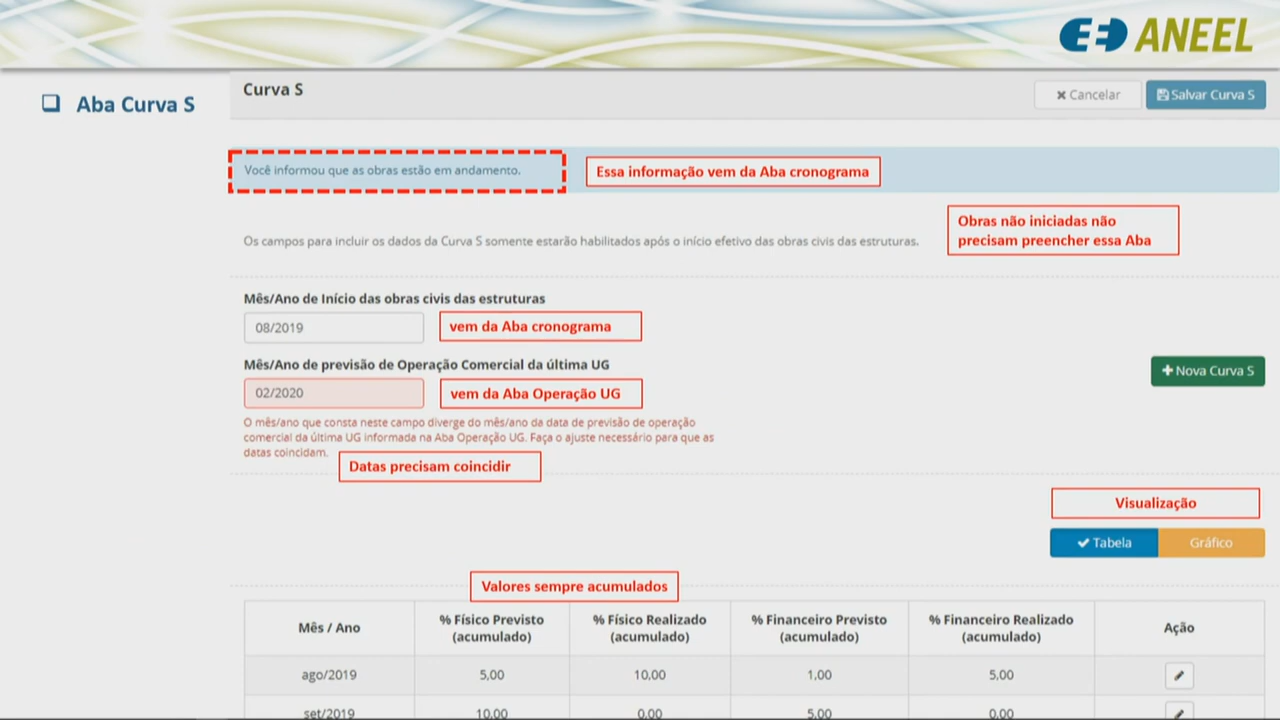 ANEEL
Aba Curva S
Curva S
Cancelar
Salvar Curva S
Você informou que as obras estão em andamento.
Essa informação vem da Aba cronograma
Obras não iniciadas não
precisam preencher essa Aba
Os campos para incluir os dados da Curva S somente estarão habilitados após o início efetivo das obras civis das estruturas.
Mês/Ano de Início das obras civis das estruturas
08/2019
vem da Aba cronograma
Mês/Ano de previsão de Operação Comercial da última UG
02/2020
vem da Aba Operação UG
Nova Curva S
O mês/ano que consta neste campo diverge do mês/ano da data de previsão de operação
comercial da última UG informada na Aba Operação UG. Faça o ajuste necessário para que as
datas coincidam.
Datas precisam coincidir
Visualização
Tabela
Gráfico
Valores sempre acumulados
Mês / Ano
% Físico Previsto
(acumulado)
% Físico Realizado
(acumulado)
% Financeiro Previsto
(acumulado)
% Financeiro Realizado
(acumulado)
Ação
ago/2019
5,00
10,00
1,00
5,00
set/2019
10,00
0,00
5,00
0,00